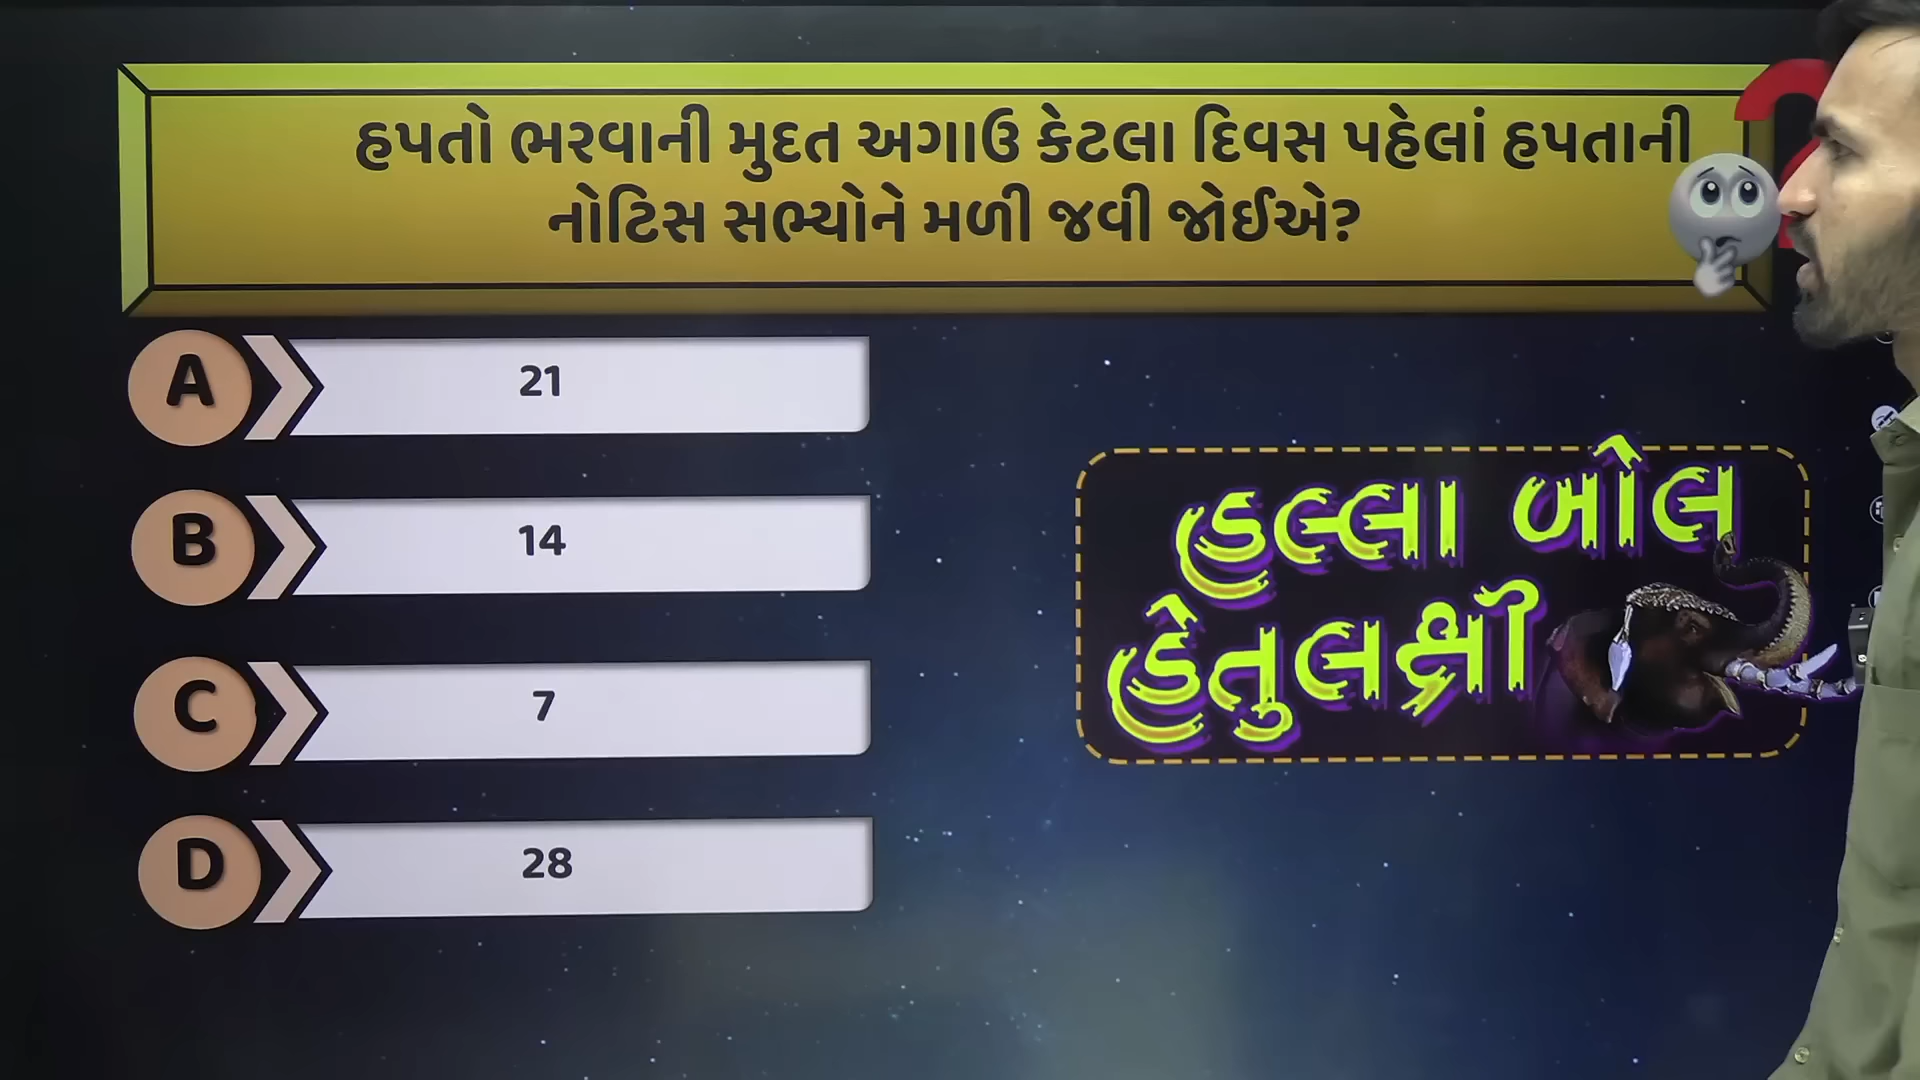 હપતો ભરવાની મુદત અગાઉ કેટલા દિવસ પહેલાં હપતાની
નોટિસ સભ્યોને મળી જવી જોઈએ?
A
21
B
14
C
7
D
28
હલ્લા બોલ
હેતુલક્ષી